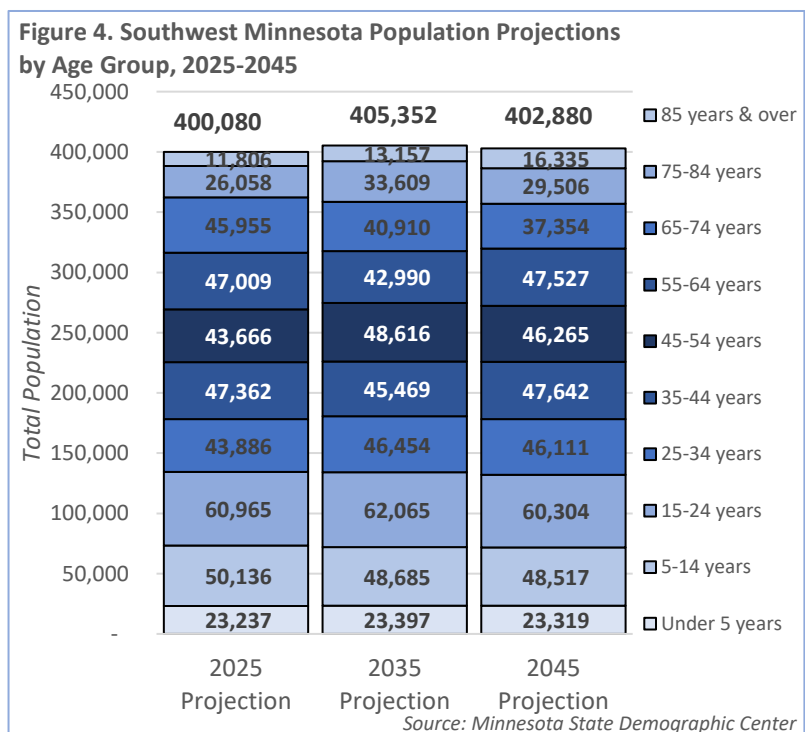 Figure 4. Southwest Minnesota Population Projections
by Age Group, 2025-2045
450,000
400,000
350,000
300,000
250,000
200,000
150,000
100,000
50,000
-
Total Population
400,080
11,806
26,058
45,955
47,009
43,666
47,362
43,886
60,965
50,136
23,237
405,352
13,157
33,609
40,910
42,990
48,616
45,469
46,454
62,065
48,685
23,397
402,880
16,335
29,506
37,354
47,527
46,265
47,642
46,111
60,304
48,517
23,319
2025
Projection
2035
Projection
2045
Projection
85 years & over
75-84 years
65-74 years
55-64 years
45-54 years
35-44 years
25-34 years
15-24 years
5-14 years
Under 5 years
Source: Minnesota State Demographic Center